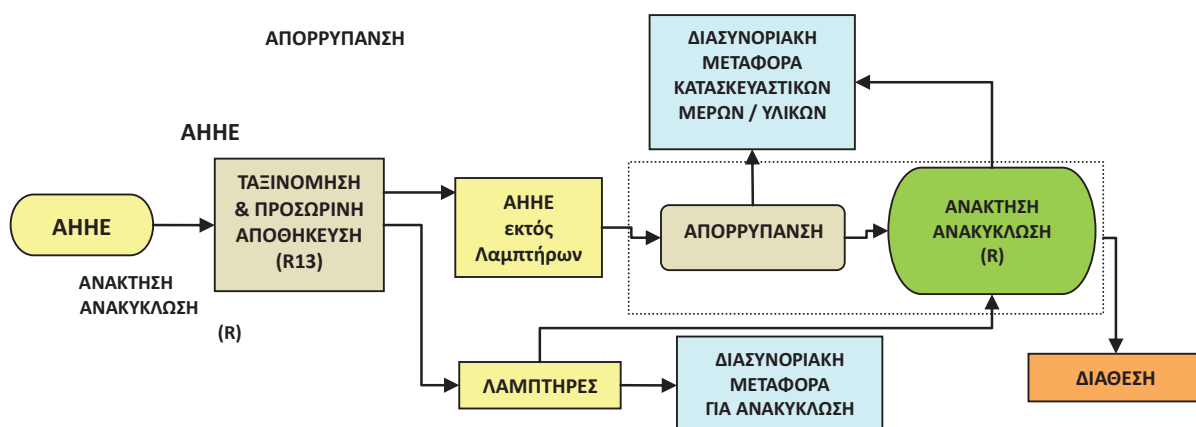 ΑΠΟΡΡΥΠΑΝΣΗ
ΔΙΑΣΥΝΟΡΙΑΚΗ
ΜΕΤΑΦΟΡΑ
ΚΑΤΑΣΚΕΥΑΣΤΙΚΩΝ
ΜΕΡΩΝ / ΥΛΙΚΩΝ
ΑΗΗΕ
ΑΗΗΕ
ΤΑΞΙΝΟΜΗΣΗ
& ΠΡΟΣΩΡΙΝΗ
ΑΠΟΘΗΚΕΥΣΗ
(R13)
ΑΗΗΕ
εκτός
Λαμπτήρων
ΑΠΟΡΡΥΠΑΝΣΗ
ΑΝΑΚΤΗΣΗ
ΑΝΑΚΥΚΛΩΣΗ
(R)
ΑΝΑΚΤΗΣΗ
ΑΝΑΚΥΚΛΩΣΗ
(R)
ΛΑΜΠΤΗΡΕΣ
ΔΙΑΣΥΝΟΡΙΑΚΗ
ΜΕΤΑΦΟΡΑ
ΓΙΑ ΑΝΑΚΥΚΛΩΣΗ
ΔΙΑΘΕΣΗ